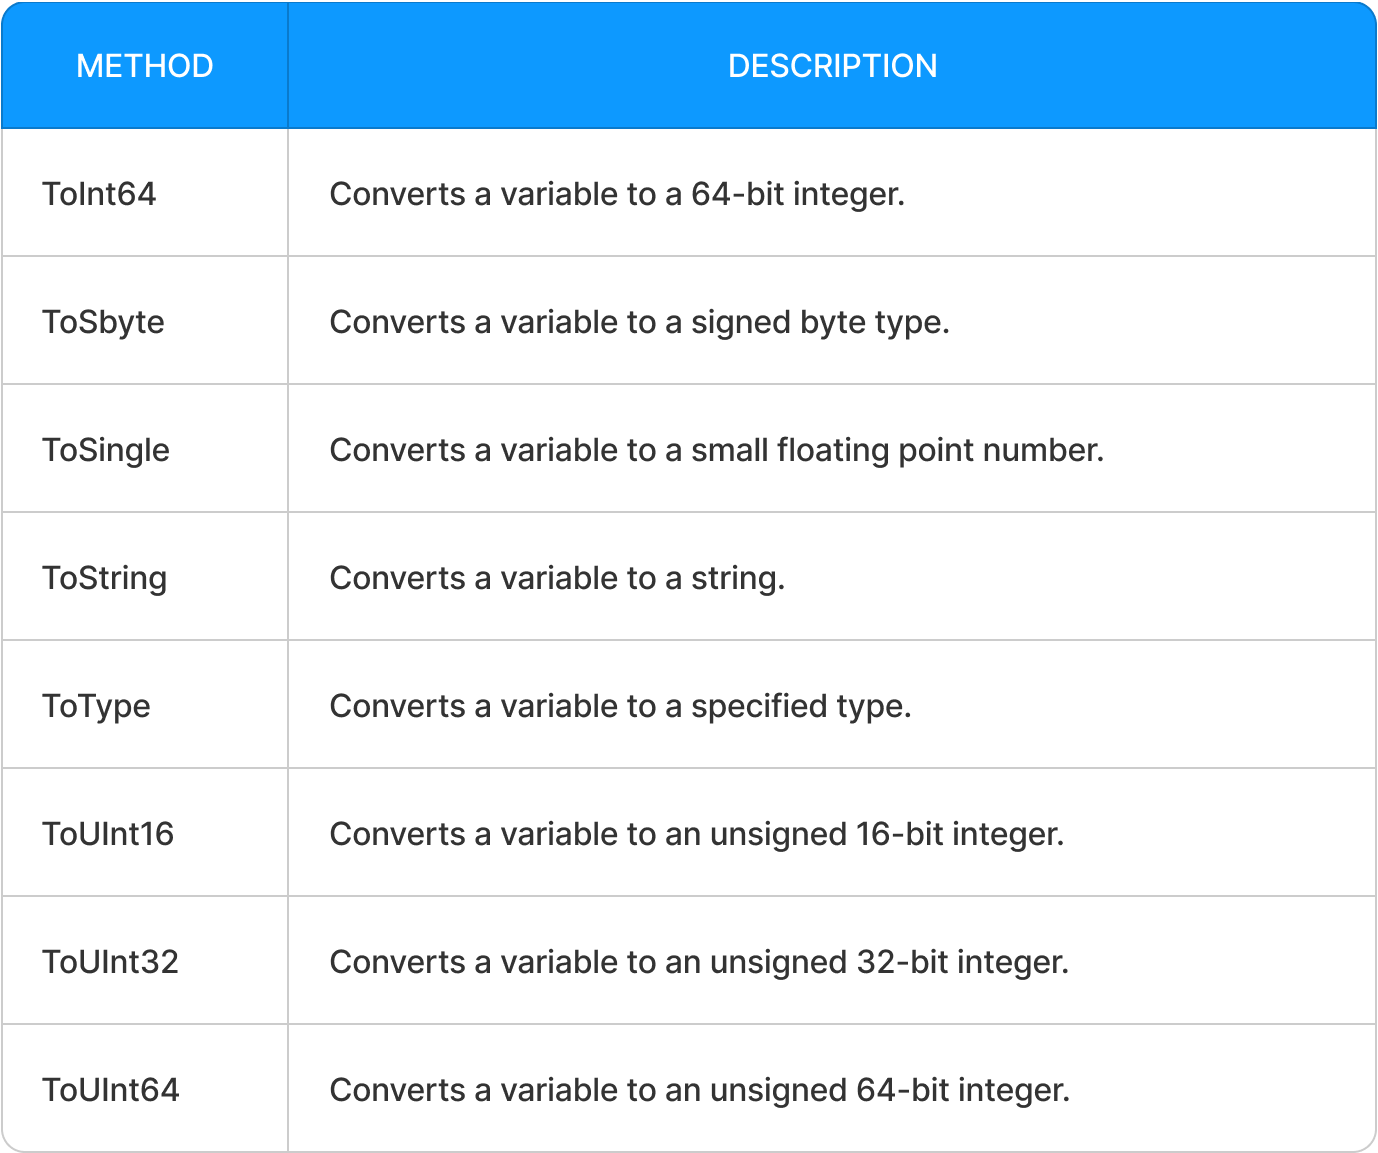 METHOD DESCRIPTION
ToInt64 Converts a variable to a 64-bit integer.
ToSbyte Converts a variable to a signed byte type.
ToSingle Converts a variable to a small floating point number.
ToString Converts a variable to a string.
ToType Converts a variable to a specified type.
ToUInt16 Converts a variable to an unsigned 16-bit integer.
ToUInt32 Converts a variable to an unsigned 32-bit integer.
ToUInt64 Converts a variable to an unsigned 64-bit integer.